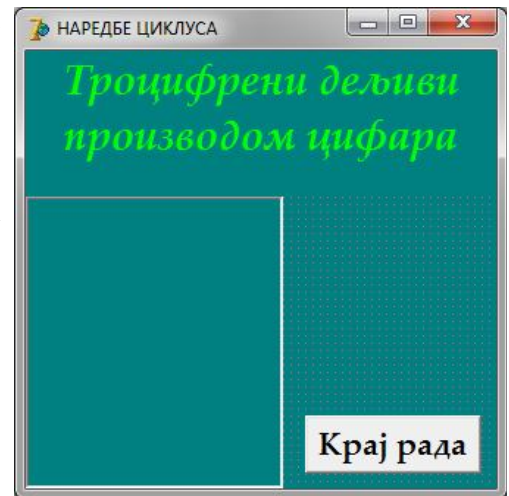 НАРЕДБЕ ЦИКЛУСА
Троцифрени дељиви
производом цифара
Крај рада